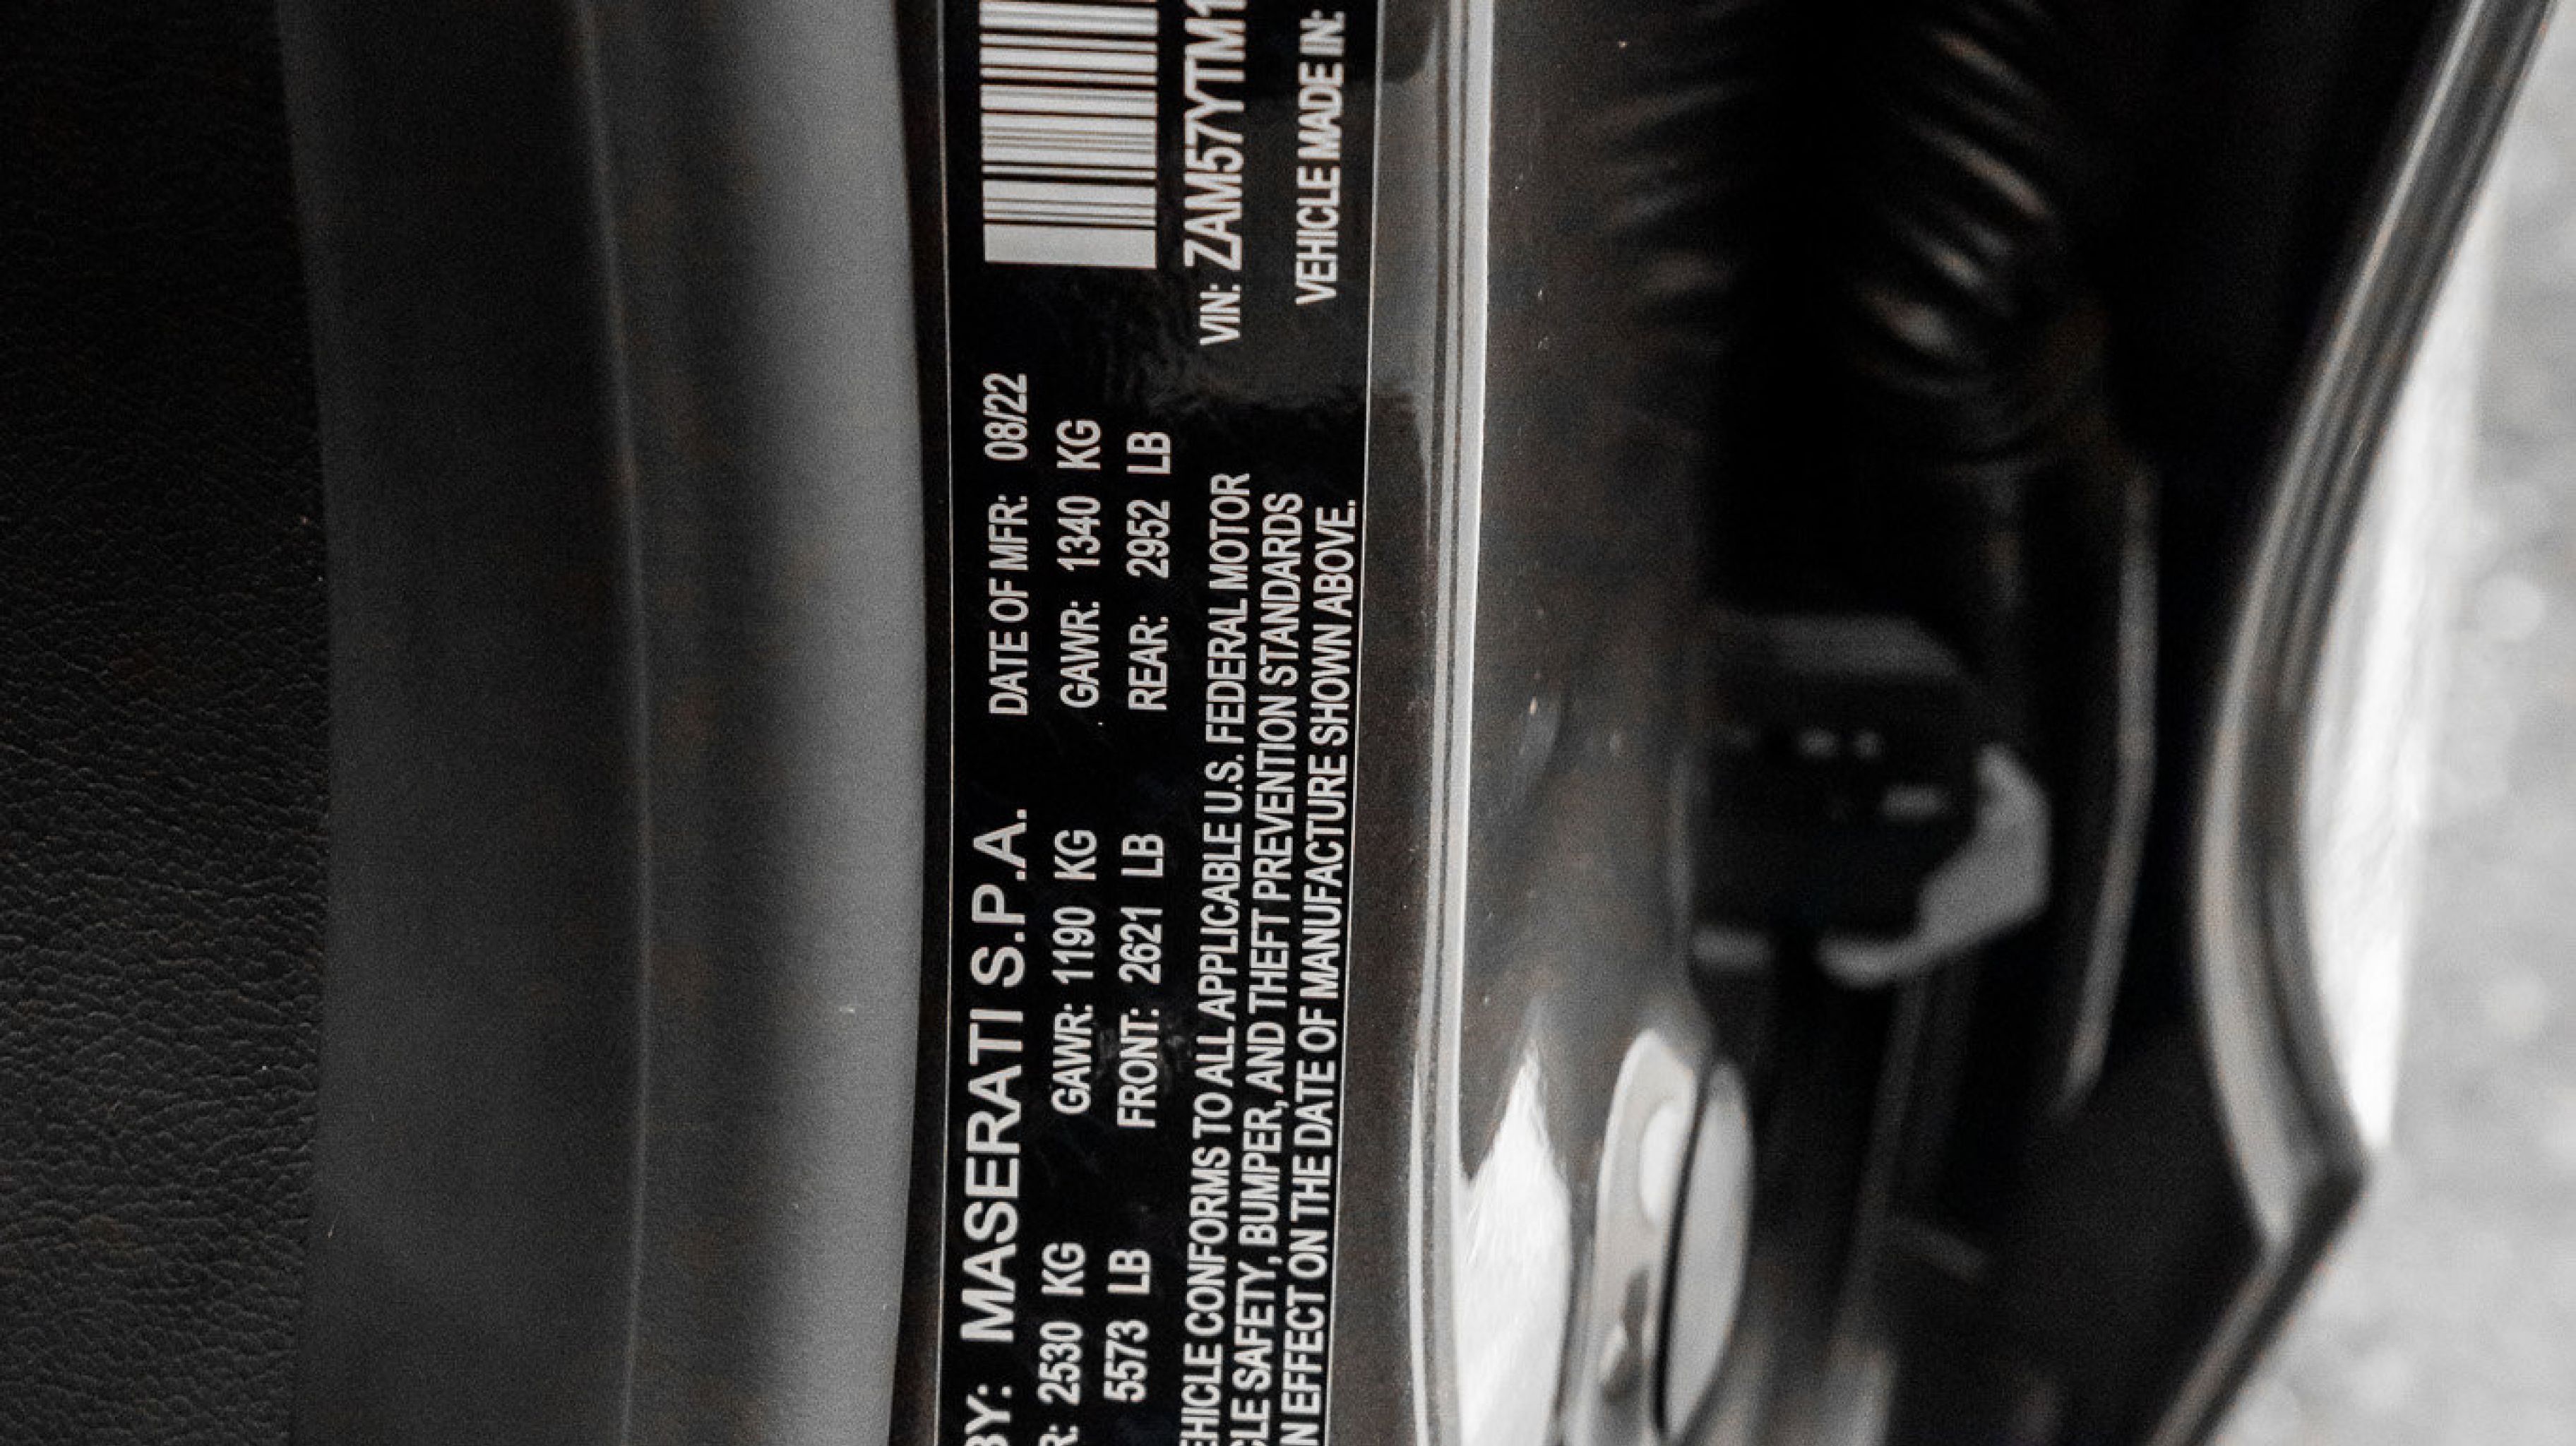 BY: MASERATI S.P.A. DATE OF MFR: 08/22
R: 2530 KG GAWR: 1190 KG GAWR: 1340 KG
5573 LB FRONT: 2621 LB REAR: 2952 LB
EHICLE CONFORMS TO ALL APPLICABLE U.S. FEDERAL MOTOR
CLE SAFETY, BUMPER, AND THEFT PREVENTION STANDARDS
N EFFECT ON THE DATE OF MANUFACTURE SHOWN ABOVE.
VIN: ZAM57YTM1
VEHICLE MADE IN: